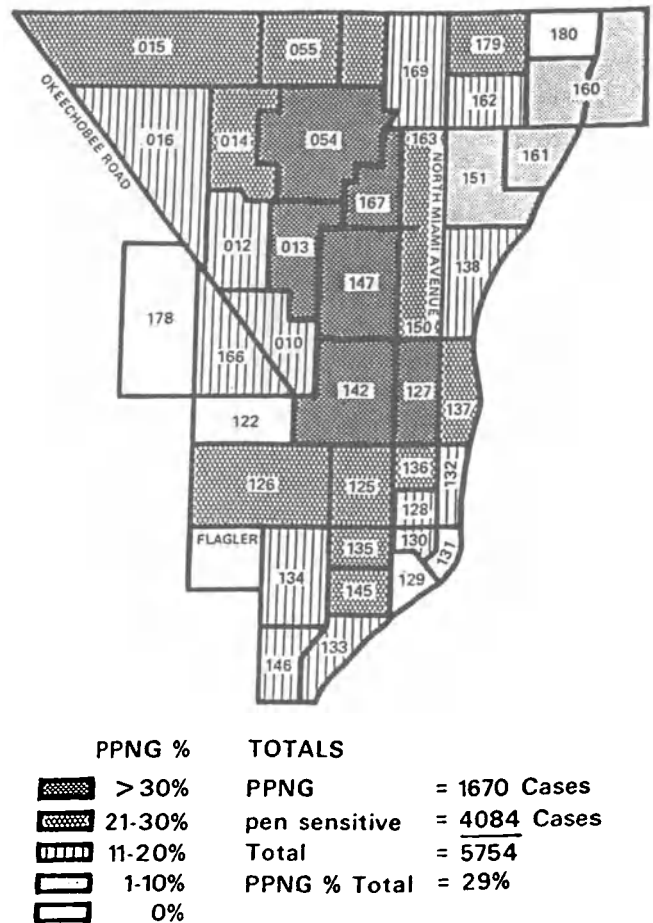 015 055 169 179 180
162 160
OKEECHOBEE ROAD
016 014 054 163 161
151
167
NORTH MIAMI AVENUE
012 013
138
147
178
010
150
166
142 127
137
122
136
126 125
132
128
FLAGLER
135 130 131
134
129
145
133
146
PPNG % TOTALS
> 30% PPNG = 1670 Cases
21-30% pen sensitive = 4084 Cases
11-20% Total = 5754
1-10% PPNG % Total = 29%
0%